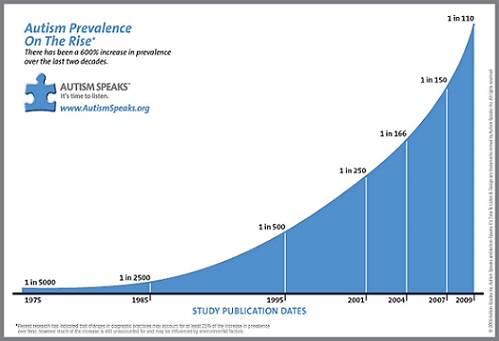 Autism Prevalence
On The Rise*
There has been a 600% increase in prevalence
over the last two decades.
AUTISM SPEAKS™
It's time to listen.
www.AutismSpeaks.org
1 in 110
1 in 150
1 in 166
1 in 250
1 in 500
1 in 2500
1 in 5000
1975
1985
1995
2001
2004
2007
2009
STUDY PUBLICATION DATES
*Recent research has indicated that changes in diagnostic practices may account for at least 25% of the increase in prevalence
over time, however much of the increase is still unaccounted for and may be influenced by environmental factors.